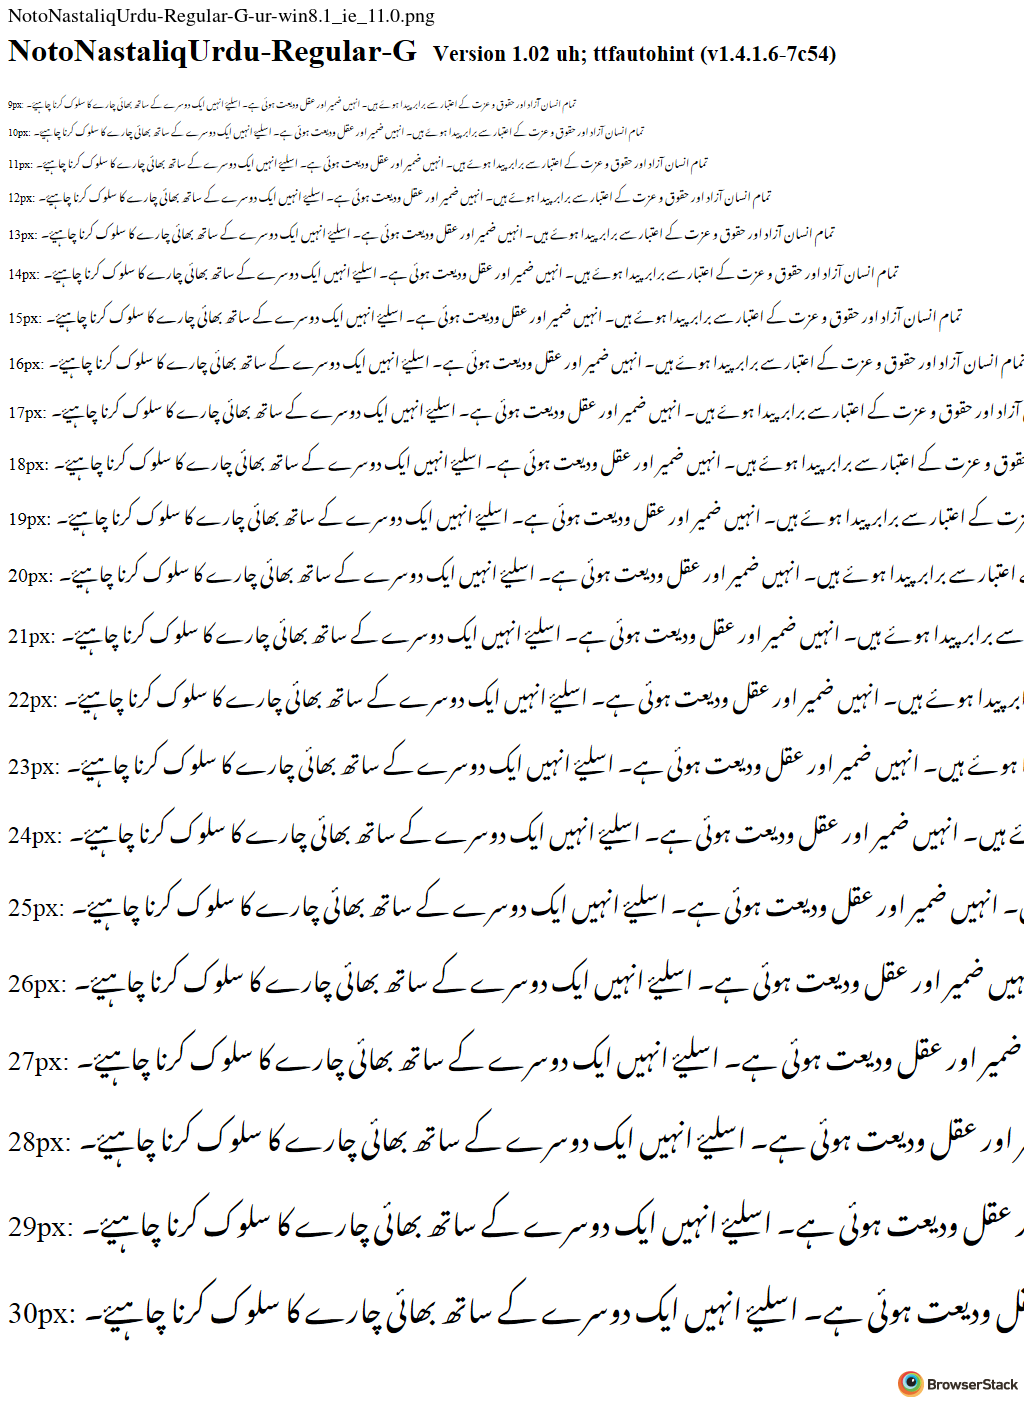 NotoNastaliqUrdu-Regular-G-ur-win8.1_ie_11.0.png
NotoNastaliqUrdu-Regular-G Version 1.02 uh; ttfautohint (v1.4.1.6-7c54)
9px: تمام انسان آزاد اور حقوق و عزت کے اعتبار سے برابر پیدا ہوئے ہیں۔ انہیں ضمیر اور عقل ودیعت ہوئی ہے۔ اسلیئے انہیں ایک دوسرے کے ساتھ بھائی چارے کا سلوک کرنا چاہیئے۔
10px: تمام انسان آزاد اور حقوق و عزت کے اعتبار سے برابر پیدا ہوئے ہیں۔ انہیں ضمیر اور عقل ودیعت ہوئی ہے۔ اسلیئے انہیں ایک دوسرے کے ساتھ بھائی چارے کا سلوک کرنا چاہیئے۔
11px: تمام انسان آزاد اور حقوق و عزت کے اعتبار سے برابر پیدا ہوئے ہیں۔ انہیں ضمیر اور عقل ودیعت ہوئی ہے۔ اسلیئے انہیں ایک دوسرے کے ساتھ بھائی چارے کا سلوک کرنا چاہیئے۔
12px: تمام انسان آزاد اور حقوق و عزت کے اعتبار سے برابر پیدا ہوئے ہیں۔ انہیں ضمیر اور عقل ودیعت ہوئی ہے۔ اسلیئے انہیں ایک دوسرے کے ساتھ بھائی چارے کا سلوک کرنا چاہیئے۔
13px: تمام انسان آزاد اور حقوق و عزت کے اعتبار سے برابر پیدا ہوئے ہیں۔ انہیں ضمیر اور عقل ودیعت ہوئی ہے۔ اسلیئے انہیں ایک دوسرے کے ساتھ بھائی چارے کا سلوک کرنا چاہیئے۔
14px: تمام انسان آزاد اور حقوق و عزت کے اعتبار سے برابر پیدا ہوئے ہیں۔ انہیں ضمیر اور عقل ودیعت ہوئی ہے۔ اسلیئے انہیں ایک دوسرے کے ساتھ بھائی چارے کا سلوک کرنا چاہیئے۔
15px: تمام انسان آزاد اور حقوق و عزت کے اعتبار سے برابر پیدا ہوئے ہیں۔ انہیں ضمیر اور عقل ودیعت ہوئی ہے۔ اسلیئے انہیں ایک دوسرے کے ساتھ بھائی چارے کا سلوک کرنا چاہیئے۔
16px: تمام انسان آزاد اور حقوق و عزت کے اعتبار سے برابر پیدا ہوئے ہیں۔ انہیں ضمیر اور عقل ودیعت ہوئی ہے۔ اسلیئے انہیں ایک دوسرے کے ساتھ بھائی چارے کا سلوک کرنا چاہیئے۔
17px: آزاد اور حقوق و عزت کے اعتبار سے برابر پیدا ہوئے ہیں۔ انہیں ضمیر اور عقل ودیعت ہوئی ہے۔ اسلیئے انہیں ایک دوسرے کے ساتھ بھائی چارے کا سلوک کرنا چاہیئے۔
18px: و عزت کے اعتبار سے برابر پیدا ہوئے ہیں۔ انہیں ضمیر اور عقل ودیعت ہوئی ہے۔ اسلیئے انہیں ایک دوسرے کے ساتھ بھائی چارے کا سلوک کرنا چاہیئے۔
19px: کے اعتبار سے برابر پیدا ہوئے ہیں۔ انہیں ضمیر اور عقل ودیعت ہوئی ہے۔ اسلیئے انہیں ایک دوسرے کے ساتھ بھائی چارے کا سلوک کرنا چاہیئے۔
20px: اعتبار سے برابر پیدا ہوئے ہیں۔ انہیں ضمیر اور عقل ودیعت ہوئی ہے۔ اسلیئے انہیں ایک دوسرے کے ساتھ بھائی چارے کا سلوک کرنا چاہیئے۔
21px: سے برابر پیدا ہوئے ہیں۔ انہیں ضمیر اور عقل ودیعت ہوئی ہے۔ اسلیئے انہیں ایک دوسرے کے ساتھ بھائی چارے کا سلوک کرنا چاہیئے۔
22px: پیدا ہوئے ہیں۔ انہیں ضمیر اور عقل ودیعت ہوئی ہے۔ اسلیئے انہیں ایک دوسرے کے ساتھ بھائی چارے کا سلوک کرنا چاہیئے۔
23px: ہوئے ہیں۔ انہیں ضمیر اور عقل ودیعت ہوئی ہے۔ اسلیئے انہیں ایک دوسرے کے ساتھ بھائی چارے کا سلوک کرنا چاہیئے۔
24px: ہیں۔ انہیں ضمیر اور عقل ودیعت ہوئی ہے۔ اسلیئے انہیں ایک دوسرے کے ساتھ بھائی چارے کا سلوک کرنا چاہیئے۔
25px: انہیں ضمیر اور عقل ودیعت ہوئی ہے۔ اسلیئے انہیں ایک دوسرے کے ساتھ بھائی چارے کا سلوک کرنا چاہیئے۔
26px: ضمیر اور عقل ودیعت ہوئی ہے۔ اسلیئے انہیں ایک دوسرے کے ساتھ بھائی چارے کا سلوک کرنا چاہیئے۔
27px: ضمیر اور عقل ودیعت ہوئی ہے۔ اسلیئے انہیں ایک دوسرے کے ساتھ بھائی چارے کا سلوک کرنا چاہیئے۔
28px: اور عقل ودیعت ہوئی ہے۔ اسلیئے انہیں ایک دوسرے کے ساتھ بھائی چارے کا سلوک کرنا چاہیئے۔
29px: عقل ودیعت ہوئی ہے۔ اسلیئے انہیں ایک دوسرے کے ساتھ بھائی چارے کا سلوک کرنا چاہیئے۔
30px: ودیعت ہوئی ہے۔ اسلیئے انہیں ایک دوسرے کے ساتھ بھائی چارے کا سلوک کرنا چاہیئے۔
BrowserStack